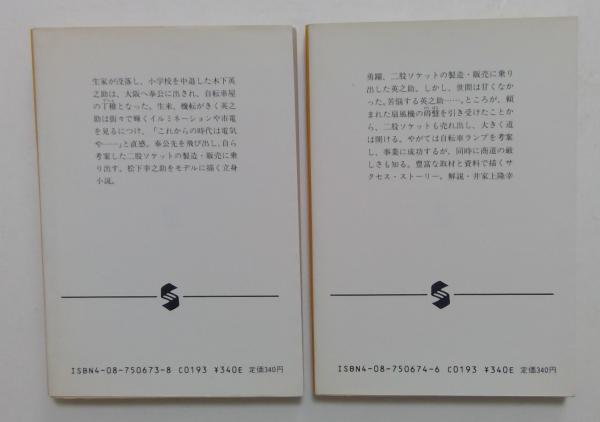 生家が没落し、小学校を中退した木下英
之助は、大阪へ奉公に出され、自転車屋
の丁稚となった。生来、機転がきく英之
助は街々で輝くイルミネーションや市電
を見るにつけ、「これからの時代は電気
や……」と直感。奉公先を飛び出し、自ら
考案した二股ソケットの製造・販売に乗
り出す。松下幸之助をモデルに描く立身
小説。
ISBN4-08-750673-8 C0193 ¥340E 定価340円
勇躍、二股ソケットの製造・販売に乗り
出した英之助。しかし、世間は甘くなか
った。苦悩する英之助……。ところが、頼
まれた扇風機の碍盤を引き受けたことか
ら、二股ソケットも売れ出し、大きく道
は開ける。やがては自転車ランプを考案
し、事業に成功するが、同時に商道の厳
しさも知る。豊富な取材と資料で描くサ
クセス・ストーリー。解説・井家上隆幸
ISBN4-08-750674-6 C0193 ¥340E 定価340円